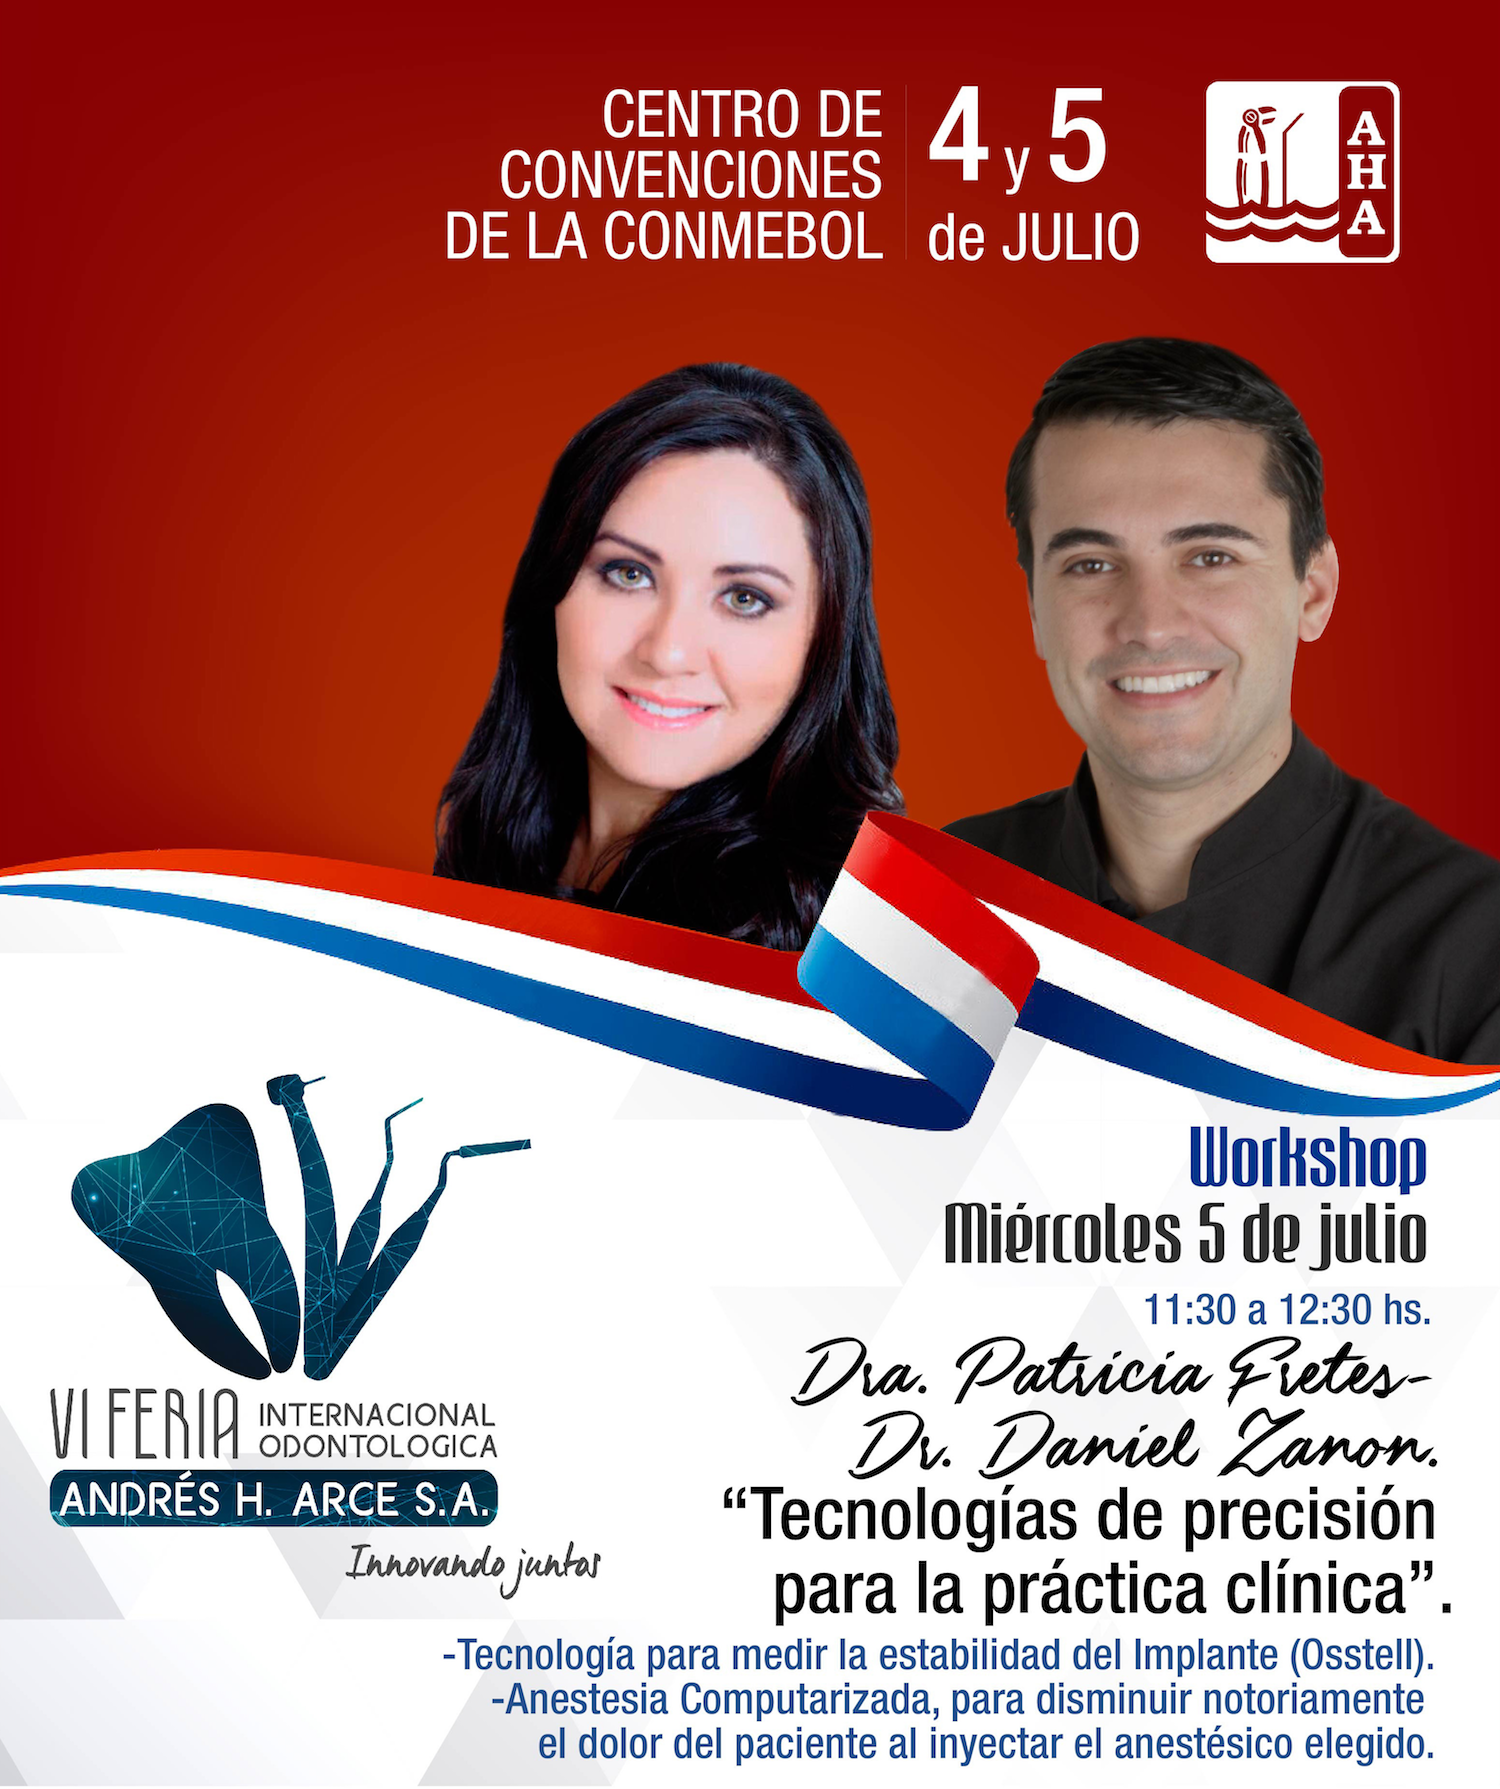 CENTRO DE
CONVENCIONES
DE LA CONMEBOL
4 y 5
de JULIO
AHA
VI FERIA
INTERNACIONAL
ODONTOLOGICA
ANDRÉS H. ARCE S.A.
Innovando juntos
Workshop
Miércoles 5 de julio
11:30 a 12:30 hs.
Dra. Patricia Fretes-
Dr. Daniel Zanon.
“Tecnologías de precisión
para la práctica clínica”.
-Tecnología para medir la estabilidad del Implante (Osstell).
-Anestesia Computarizada, para disminuir notoriamente
el dolor del paciente al inyectar el anestésico elegido.